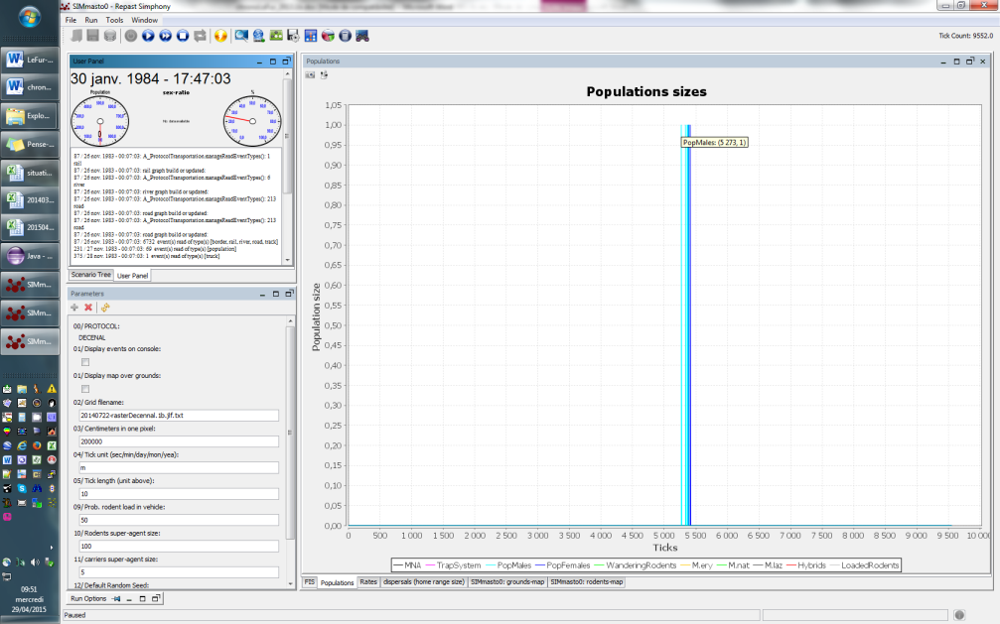 SIMmasto0 - Repast Simphony
File Run Tools Window
Tick Count: 9552.0
LeFur-...
chron...
Explo...
Pense-...
situati...
201403...
201504...
Java - ...
SIMm...
SIMm...
SIMm...
09:51
mercredi
29/04/2015
User Panel
30 janv. 1984 - 17:47:03
Population
sex-ratio
%
No data available
87 / 26 nov. 1983 - 00:07:03: A_ProtocolTransportation.manageReadEventTypes(): 1
rail
87 / 26 nov. 1983 - 00:07:03: rail graph build or updated:
87 / 26 nov. 1983 - 00:07:03: A_ProtocolTransportation.manageReadEventTypes(): 6
river
87 / 26 nov. 1983 - 00:07:03: river graph build or updated:
87 / 26 nov. 1983 - 00:07:03: A_ProtocolTransportation.manageReadEventTypes(): 213
road
87 / 26 nov. 1983 - 00:07:03: road graph build or updated:
87 / 26 nov. 1983 - 00:07:03: A_ProtocolTransportation.manageReadEventTypes(): 213
road
87 / 26 nov. 1983 - 00:07:03: road graph build or updated:
87 / 26 nov. 1983 - 00:07:03: 6732 event(s) read of type(s) [border, rail, river, road, track]
231 / 27 nov. 1983 - 00:07:03: 69 event(s) read of type(s) [population]
375 / 28 nov. 1983 - 00:07:03: 1 event(s) read of type(s) [truck]
Scenario Tree User Panel
Parameters
00/ PROTOCOL:
DECENAL
01/ Display events on console:
01/ Display map over grounds:
02/ Grid filename:
20140722-rasterDecennal.1b.jlf.txt
03/ Centimeters in one pixel:
200000
04/ Tick unit (sec/min/day/mon/yea):
m
05/ Tick length (unit above):
10
09/ Prob. rodent load in vehicle:
50
10/ Rodents super-agent size:
100
11/ carriers super-agent size:
5
12/ Default Random Seed:
Run Options
Paused
Populations
Populations sizes
1,05
1,00
0,95
0,90
0,85
0,80
0,75
0,70
0,65
0,60
0,55
0,50
0,45
0,40
0,35
0,30
0,25
0,20
0,15
0,10
0,05
0,00
Population size
PopMales: (5 273, 1)
0 500 1 000 1 500 2 000 2 500 3 000 3 500 4 000 4 500 5 000 5 500 6 000 6 500 7 000 7 500 8 000 8 500 9 000 9 500 10 000
Ticks
MNA TrapSystem PopMales PopFemales WanderingRodents M.ery M.nat M.laz Hybrids LoadedRodents
FIS Populations Rates dispersals (home range size) SIMmasto0: grounds-map SIMmasto0: rodents-map